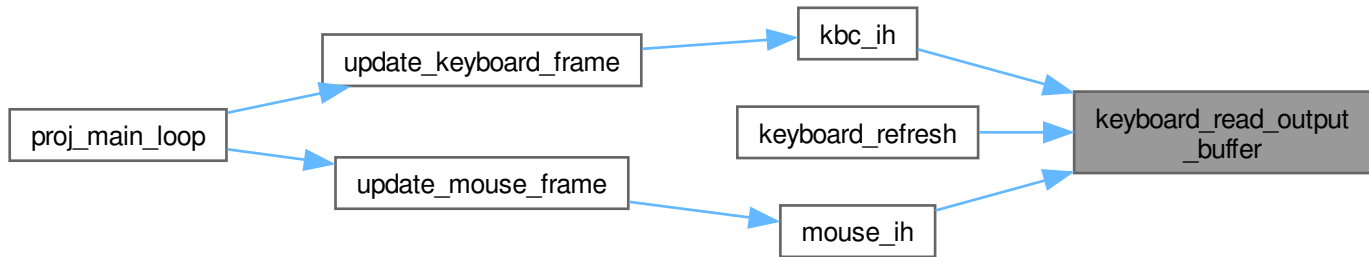 proj_main_loop
update_keyboard_frame
update_mouse_frame
kbc_ih
keyboard_refresh
mouse_ih
keyboard_read_output
_buffer